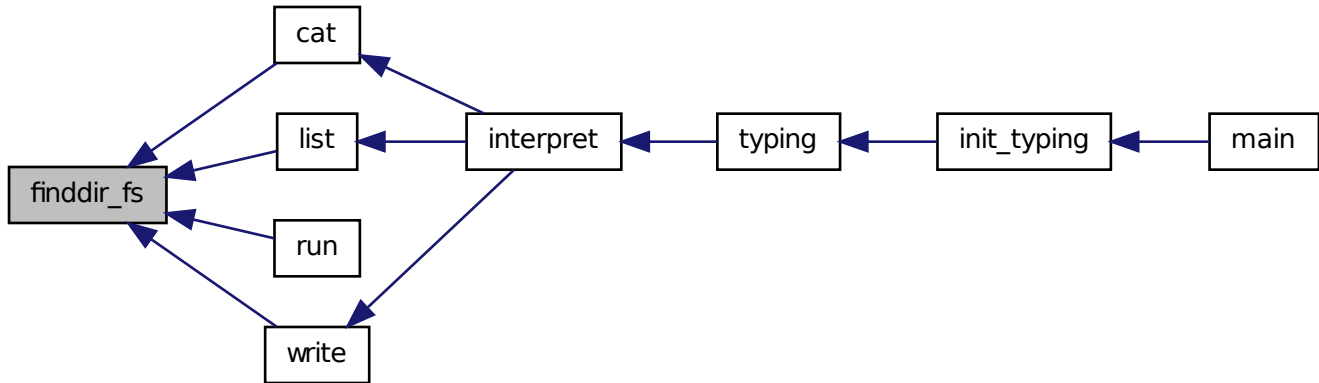 cat
list
interpret
typing
init_typing
main
finddir_fs
run
write